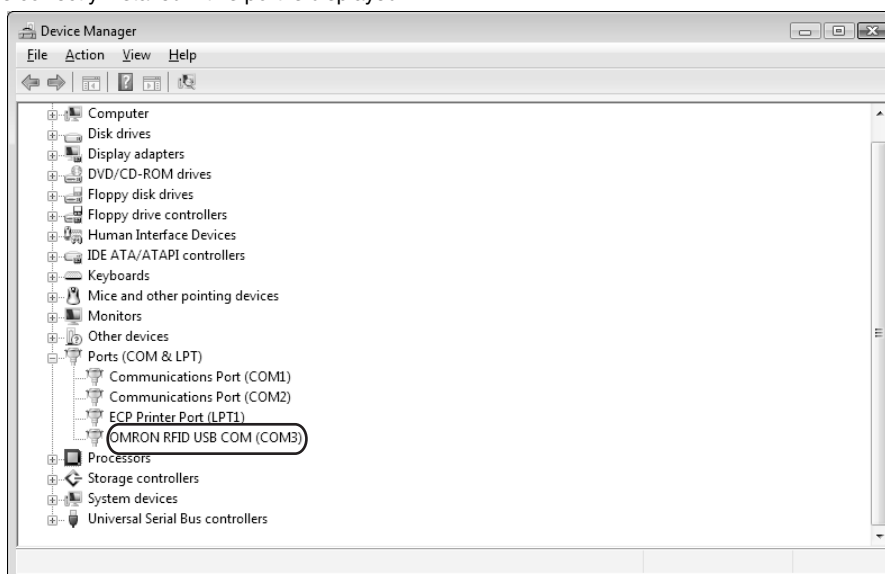 Device Manager
File Action View Help
Computer
Disk drives
Display adapters
DVD/CD-ROM drives
Floppy disk drives
Floppy drive controllers
Human Interface Devices
IDE ATA/ATAPI controllers
Keyboards
Mice and other pointing devices
Monitors
Other devices
Ports (COM & LPT)
Communications Port (COM1)
Communications Port (COM2)
ECP Printer Port (LPT1)
OMRON RFID USB COM (COM3)
Processors
Storage controllers
System devices
Universal Serial Bus controllers